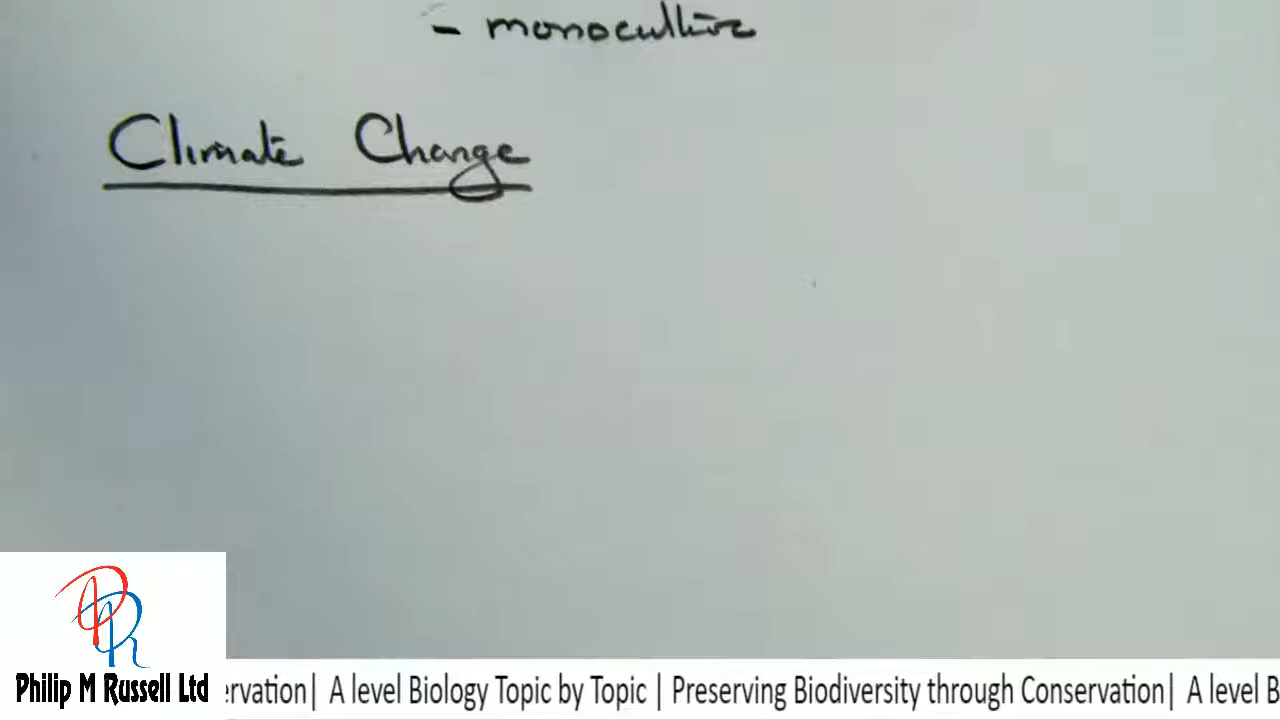 - monoculture
Climate Change
Philip M Russell Ltd
ervation| A level Biology Topic by Topic | Preserving Biodiversity through Conservation| A level B